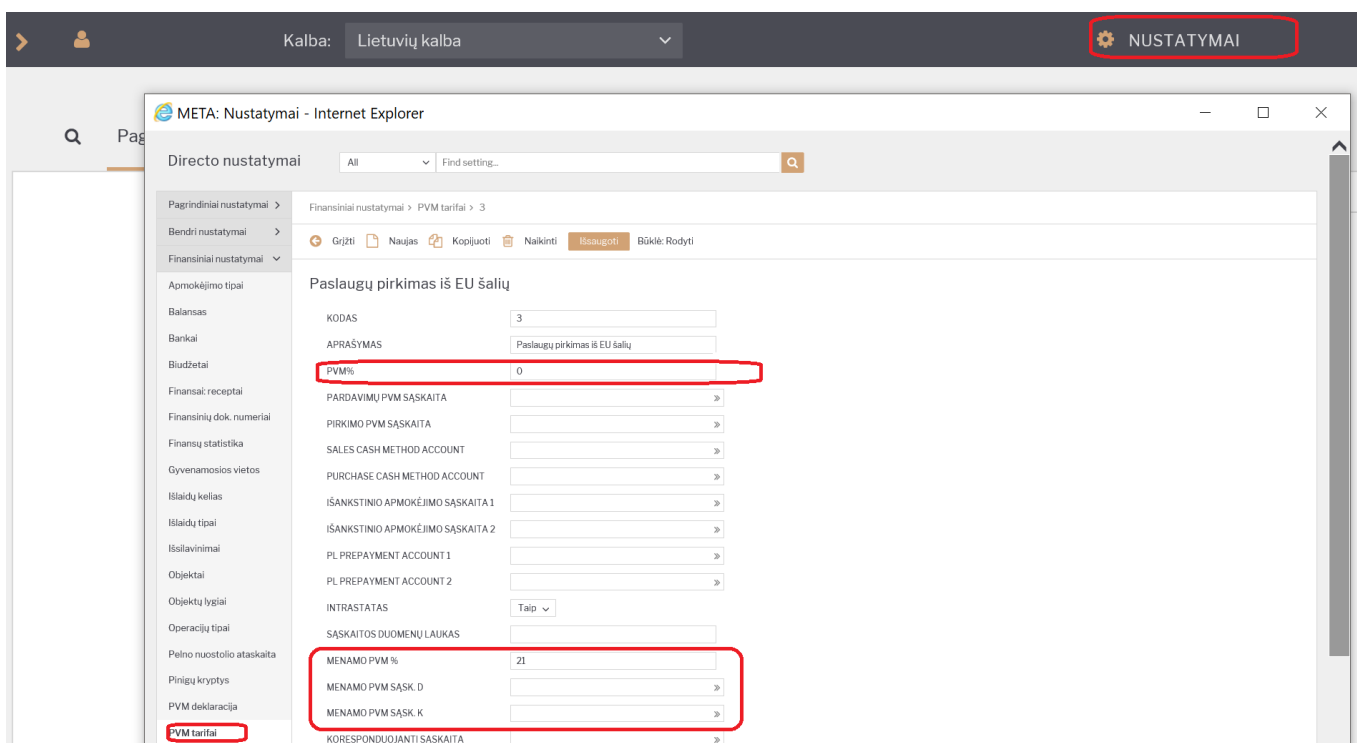 Kalba: Lietuvių kalba NUSTATYMAI
META: Nustatymai - Internet Explorer
Pag
Directo nustatymai All Find setting...
Pagrindiniai nustatymai
Bendri nustatymai
Finansiniai nustatymai
Apmokėjimo tipai
Balansas
Bankai
Biudžetai
Finansai: receptai
Finansinių dok. numeriai
Finansų statistika
Gyvenamosios vietos
Išlaidų kelias
Išlaidų tipai
Išsilavinimai
Objektai
Objektų lygiai
Operacijų tipai
Pelno nuostolio ataskaita
Pinigų kryptys
PVM deklaracija
PVM tarifai
Finansiniai nustatymai > PVM tarifai > 3
Grįžti Naujas Kopijuoti Naikinti Išsaugoti Būklė: Rodyti
Paslaugų pirkimas iš EU šalių
KODAS 3
APRAŠYMAS Paslaugų pirkimas iš EU šalių
PVM% 0
PARDAVIMŲ PVM SĄSKAITA
PIRKIMO PVM SĄSKAITA
SALES CASH METHOD ACCOUNT
PURCHASE CASH METHOD ACCOUNT
IŠANKSTINIO APMOKĖJIMO SĄSKAITA 1
IŠANKSTINIO APMOKĖJIMO SĄSKAITA 2
PL PREPAYMENT ACCOUNT 1
PL PREPAYMENT ACCOUNT 2
INTRASTATAS Taip
SĄSKAITOS DUOMENŲ LAUKAS
MENAMO PVM % 21
MENAMO PVM SĄSK. D
MENAMO PVM SĄSK. K
KORESPONDUOJANTI SĄSKAITA